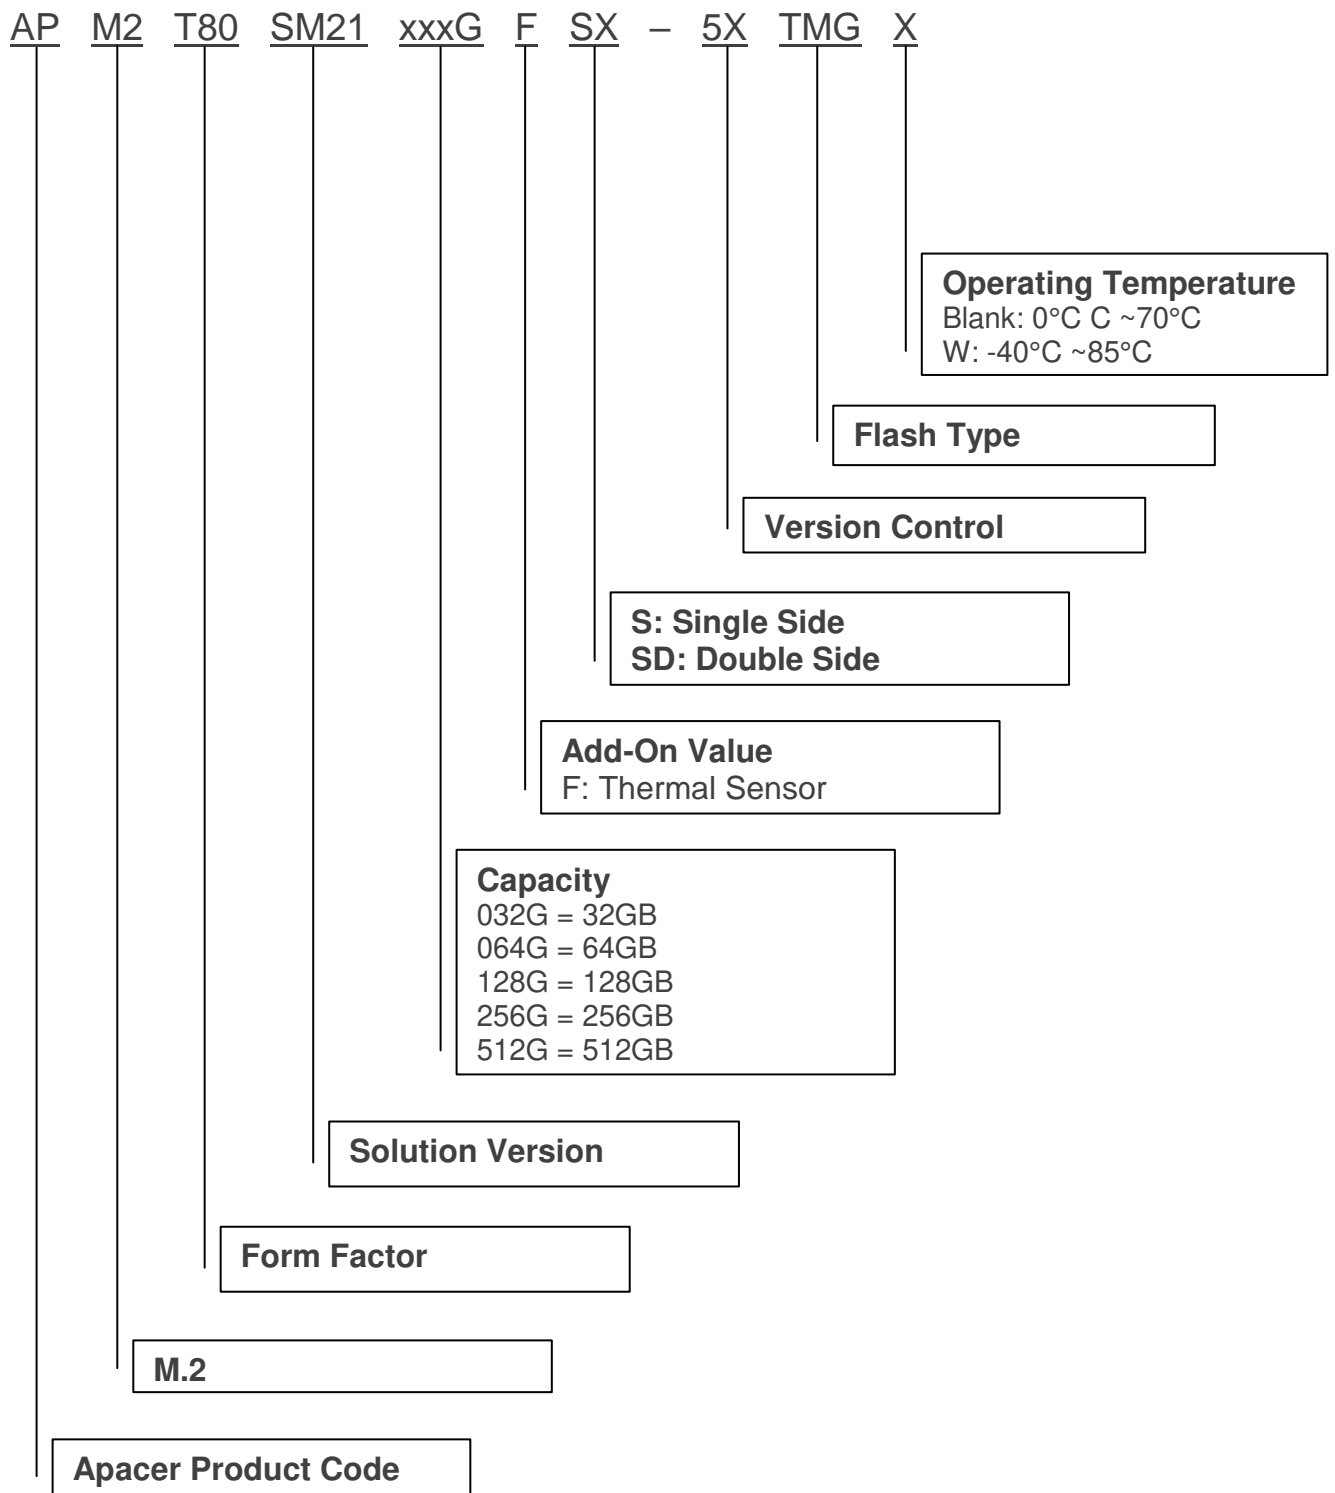 AP M2 T80 SM21 xxxG F SX – 5X TMG X
Operating Temperature
Blank: 0°C C ~70°C
W: -40°C ~85°C
Flash Type
Version Control
S: Single Side
SD: Double Side
Add-On Value
F: Thermal Sensor
Capacity
032G = 32GB
064G = 64GB
128G = 128GB
256G = 256GB
512G = 512GB
Solution Version
Form Factor
M.2
Apacer Product Code